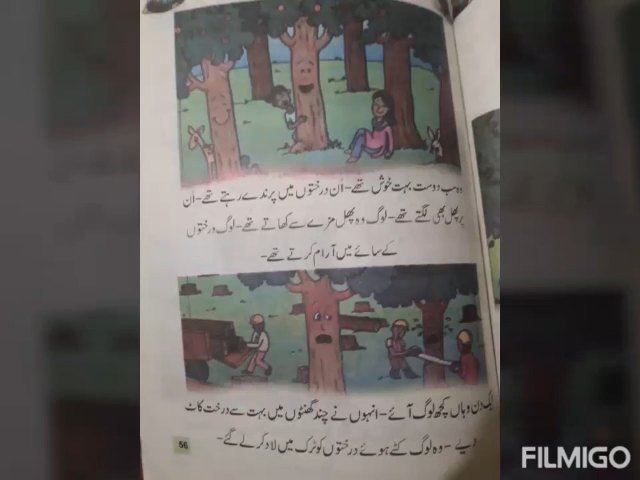 وہ سب دوست بہت خوش تھے۔ اُن درختوں میں پرندے رہتے تھے۔ ان
پر پھل بھی لگتے تھے۔ لوگ وہ پھل مزے سے کھاتے تھے۔ لوگ درختوں
کے سائے میں آرام کرتے تھے۔
ایک دن وہاں کچھ لوگ آئے۔ انہوں نے چند گھنٹوں میں بہت سے درخت کاٹ
دیے۔ وہ لوگ کٹے ہوئے درختوں کو ٹرک میں لاد کر لے گئے۔
56
FILMIGO